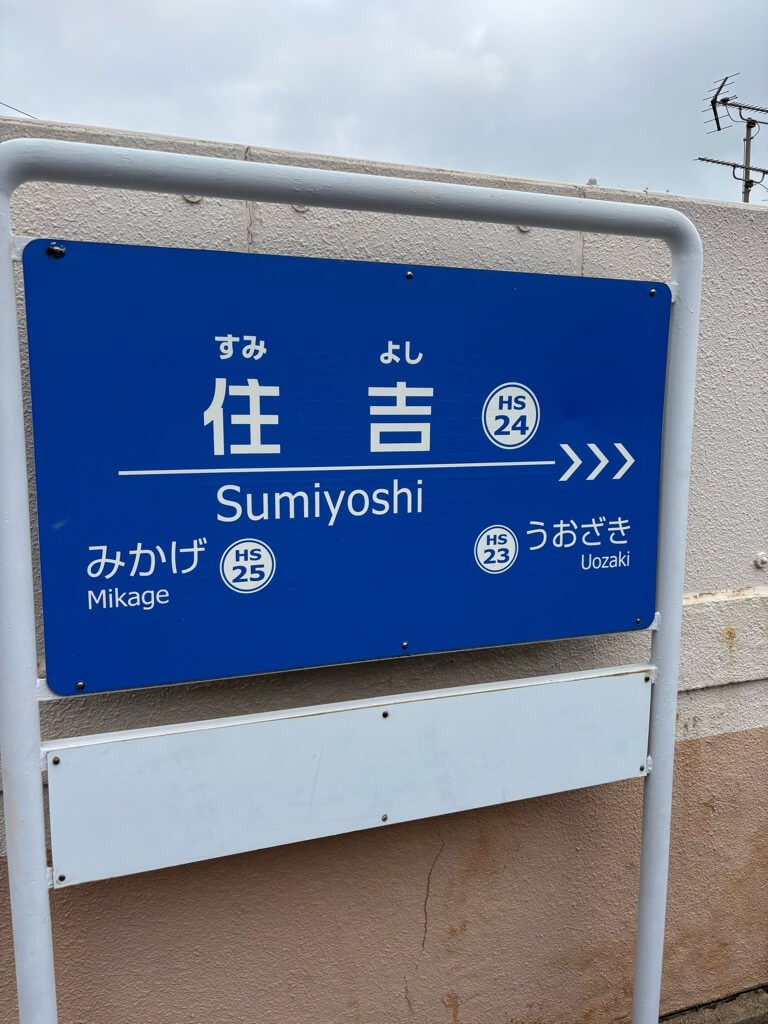 すみ よし
住 吉 HS 24
Sumiyoshi
みかげ HS 25 HS 23 うおざき
Mikage Uozaki